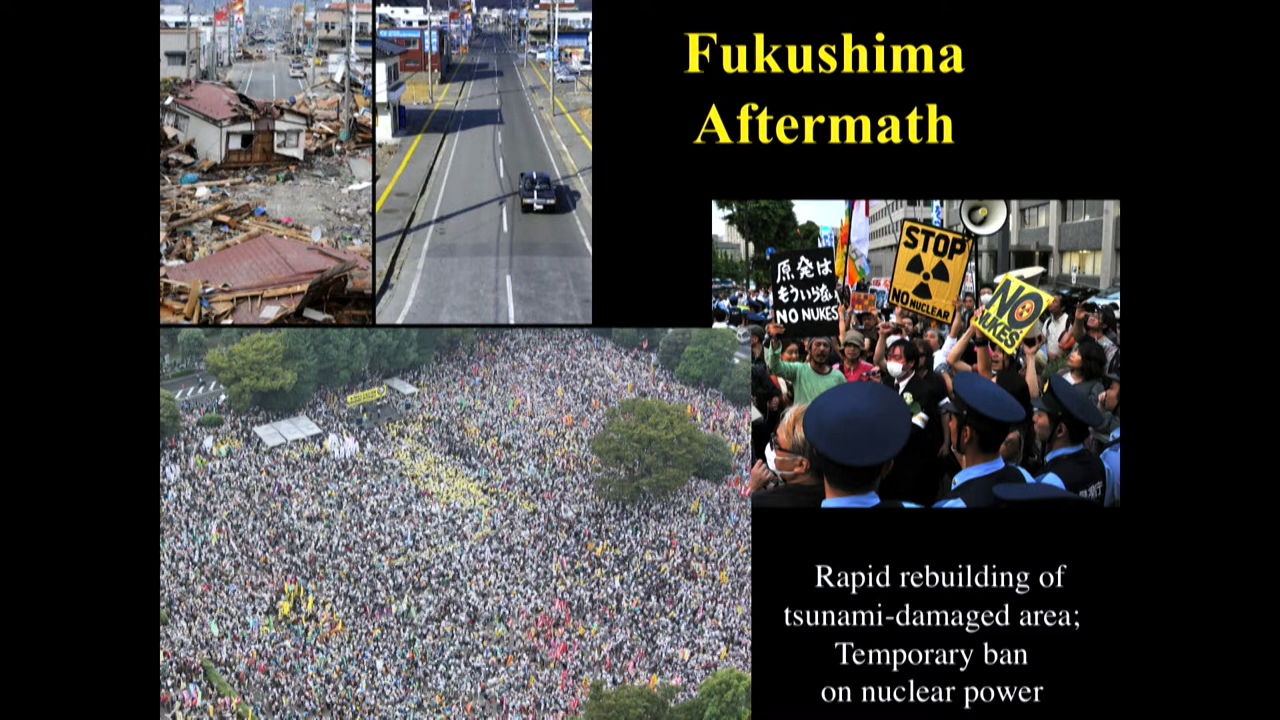 Fukushima
Aftermath
原発は
もういらない
NO NUKES
STOP
NO NUCLEAR
NO
NUKES
Rapid rebuilding of
tsunami-damaged area;
Temporary ban
on nuclear power